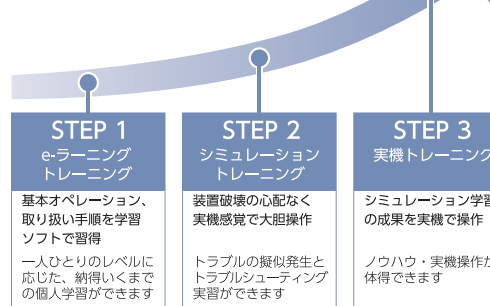 STEP 1
e-ラーニング
トレーニング
基本オペレーション、
取り扱い手順を学習
ソフトで習得
一人ひとりのレベルに
応じた、納得いくまで
の個人学習ができます
STEP 2
シミュレーション
トレーニング
装置破壊の心配なく
実機感覚で大胆操作
トラブルの擬似発生と
トラブルシューティング
実習ができます
STEP 3
実機トレーニング
シミュレーション学習
の成果を実機で操作
ノウハウ・実機操作が
体得できます